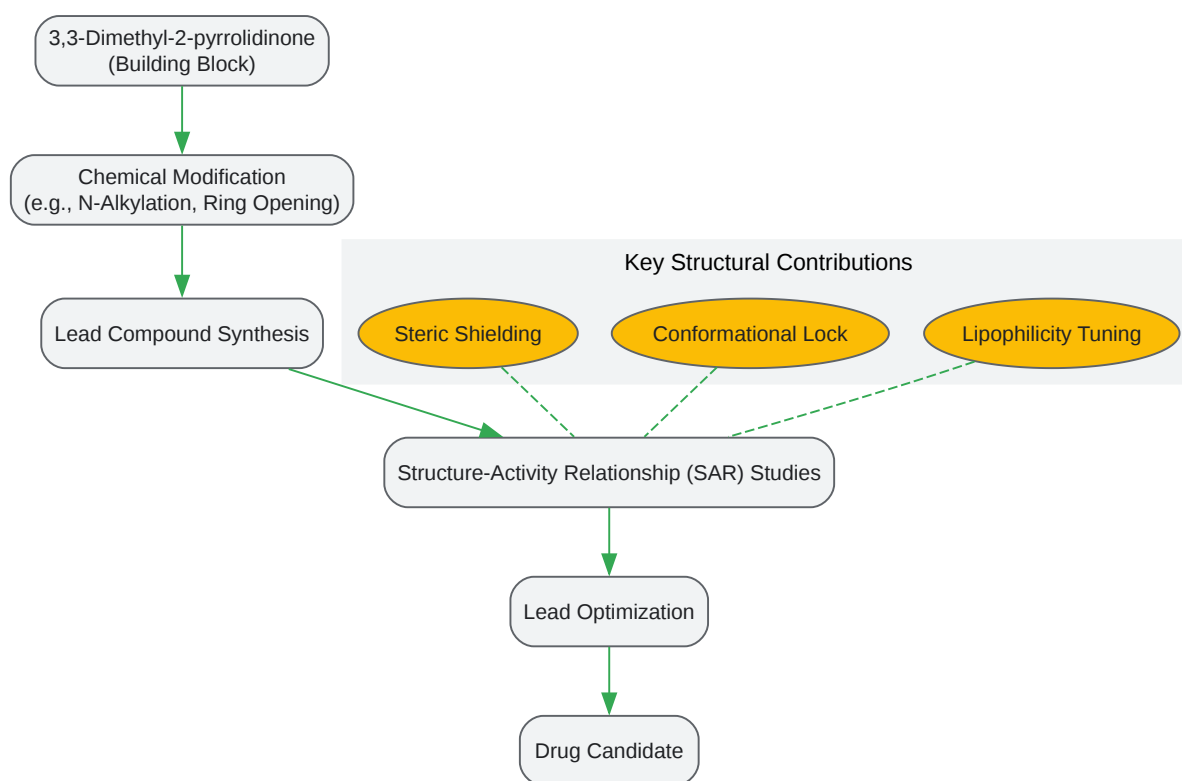 3,3-Dimethyl-2-pyrrolidinone
(Building Block)
Chemical Modification
(e.g., N-Alkylation, Ring Opening)
Key Structural Contributions
Lead Compound Synthesis
Steric Shielding
Conformational Lock
Lipophilicity Tuning
Structure-Activity Relationship (SAR) Studies
Lead Optimization
Drug Candidate